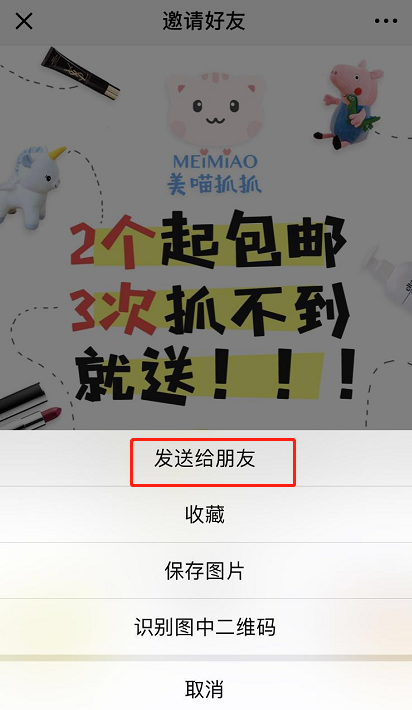 邀请好友
MEiMiAO
美喵抓抓
2个起包邮
3次抓不到
就送！！！
发送给朋友
收藏
保存图片
识别图中二维码
取消